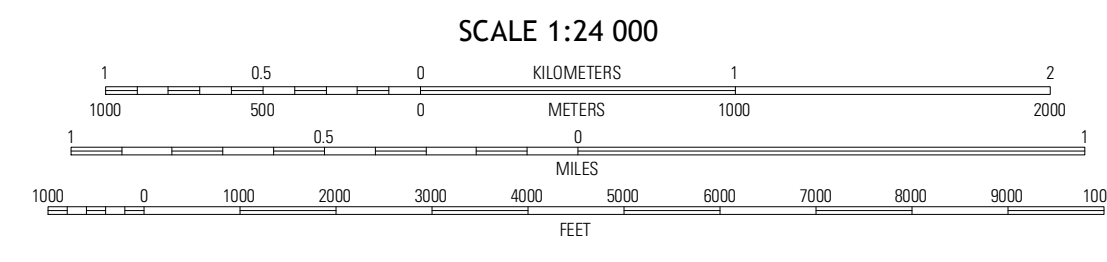 SCALE 1:24 000
1 0.5 0 KILOMETERS 1 2
1000 500 0 METERS 1000 2000
1 0.5 0 1
MILES
1000 0 1000 2000 3000 4000 5000 6000 7000 8000 9000 100
FEET